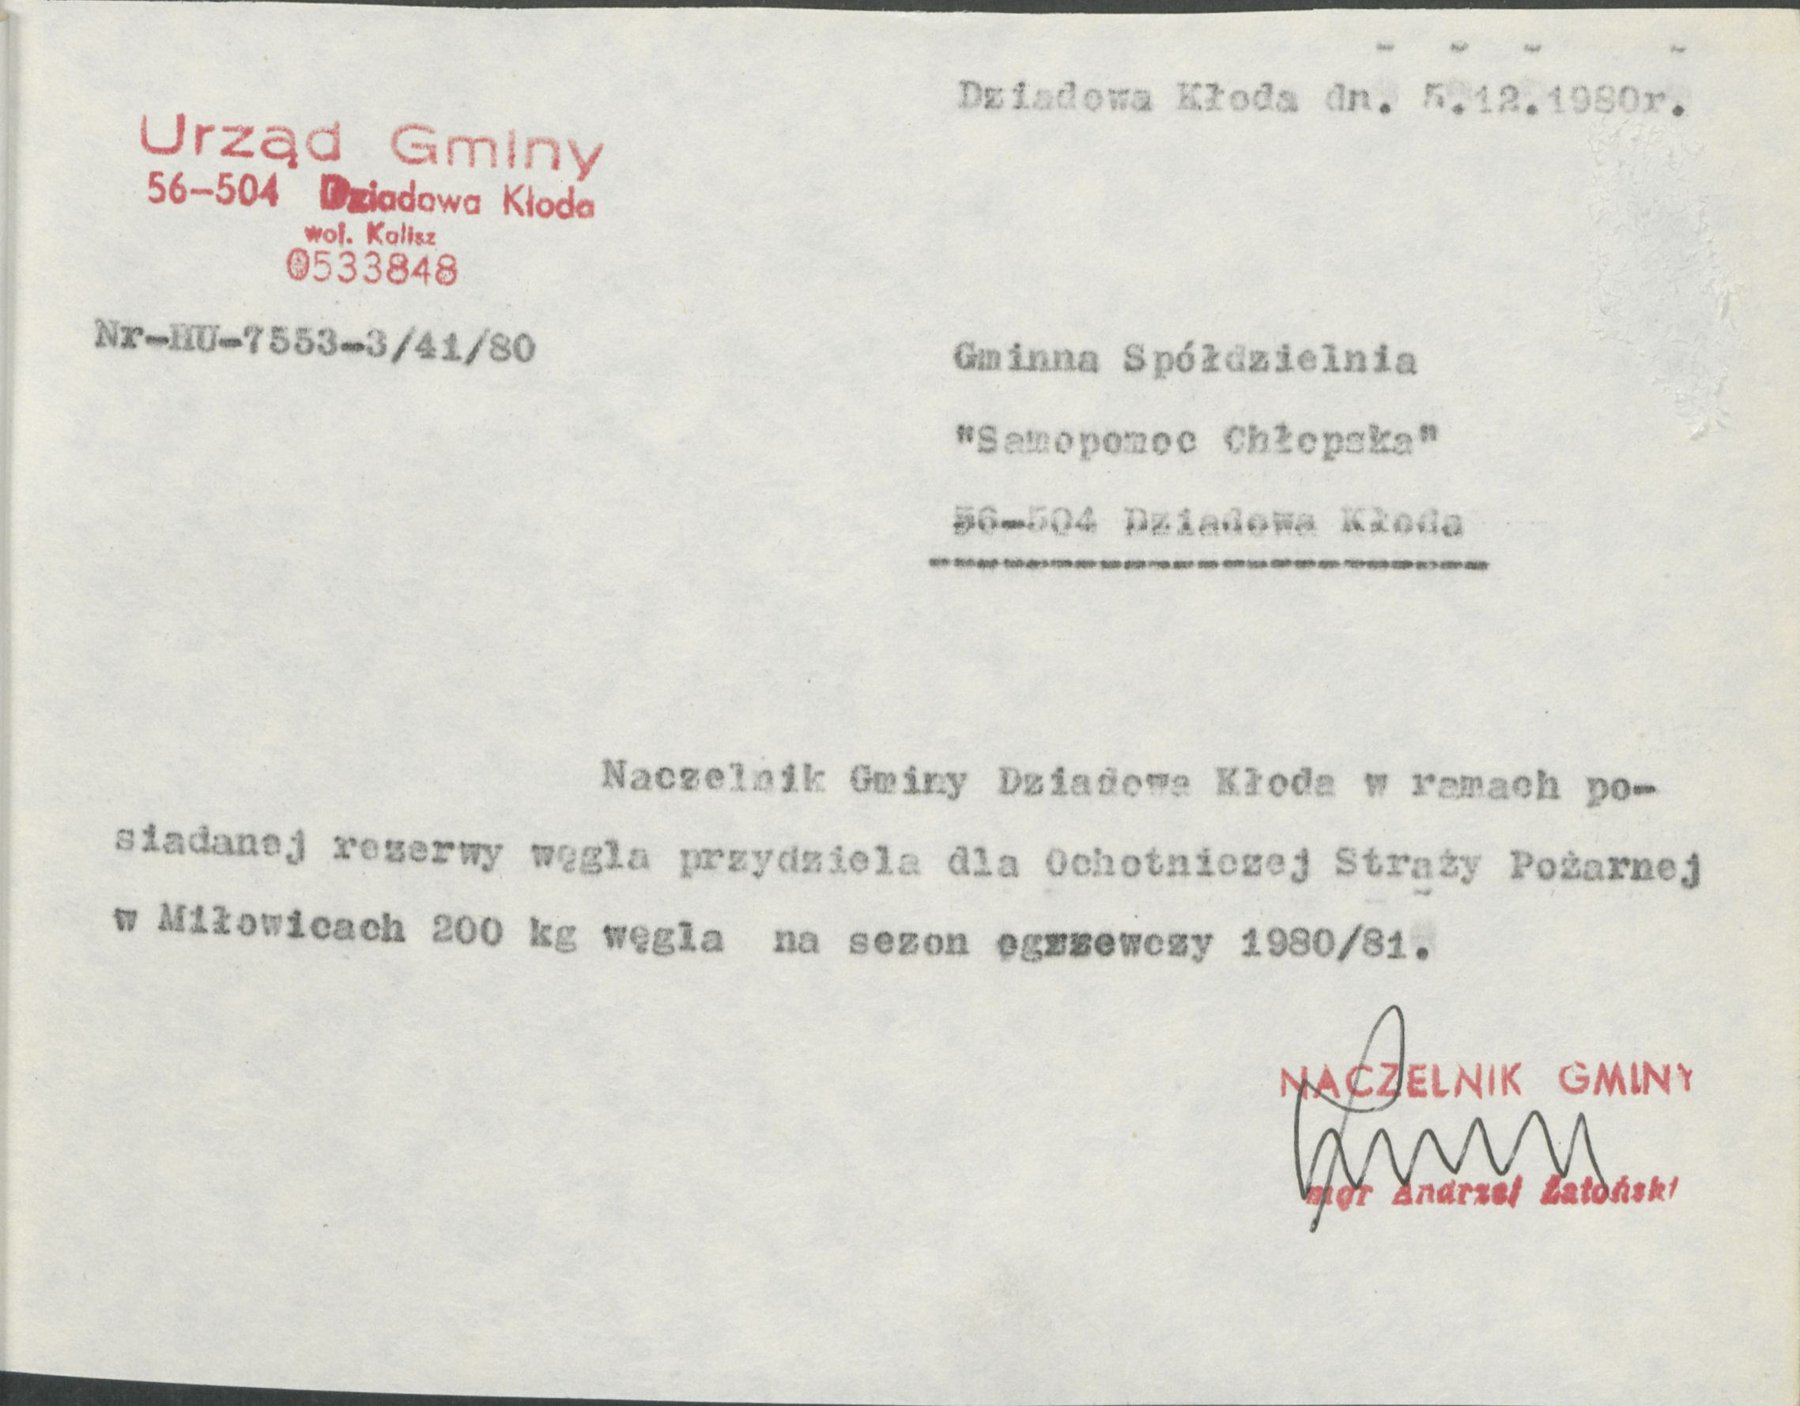 Dziadowa Kłoda dn. 5.12.1980r.
Urząd Gminy
56-504 Dziadowa Kłoda
woj. Kalisz
0533848
Nr-HU-7553-3/41/80
Gminna Spółdzielnia
"Samopomoc Chłopska"
56-504 Dziadowa Kłoda
Naczelnik Gminy Dziadowa Kłoda w ramach po-
siadanej rezerwy węgla przydziela dla Ochotniczej Straży Pożarnej
w Miłowicach 200 kg węgla na sezon ogrzewczy 1980/81.
NACZELNIK GMINY
mgr Andrzej